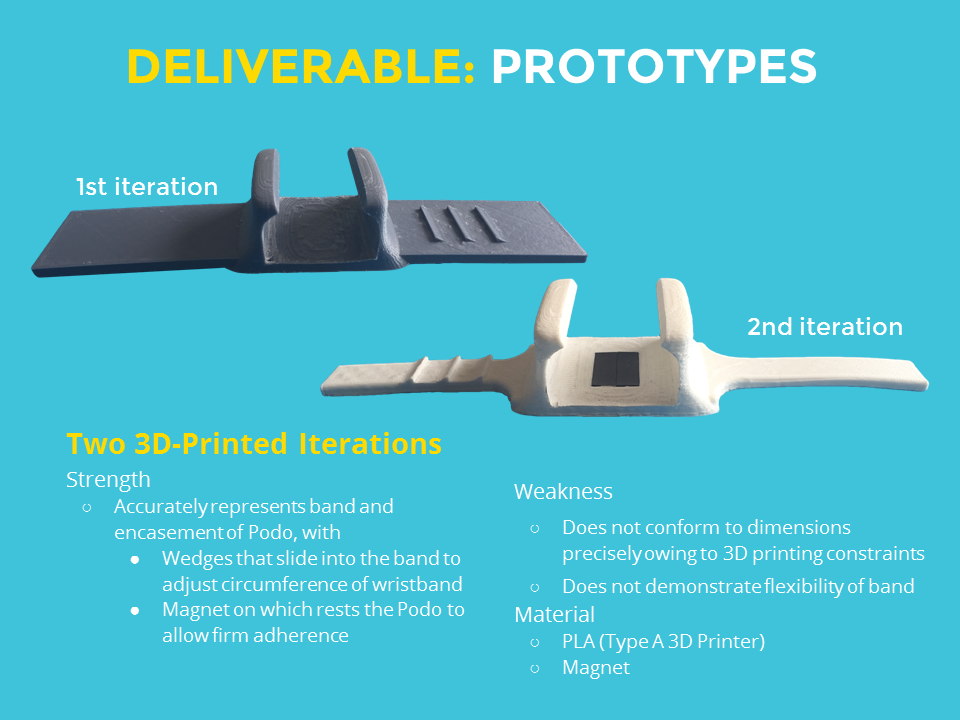 DELIVERABLE: PROTOTYPES
1st iteration
2nd iteration
Two 3D-Printed Iterations
Strength
○ Accurately represents band and
encasement of Podo, with
● Wedges that slide into the band to
adjust circumference of wristband
● Magnet on which rests the Podo to
allow firm adherence
Weakness
○ Does not conform to dimensions
precisely owing to 3D printing constraints
○ Does not demonstrate flexibility of band
Material
○ PLA (Type A 3D Printer)
○ Magnet